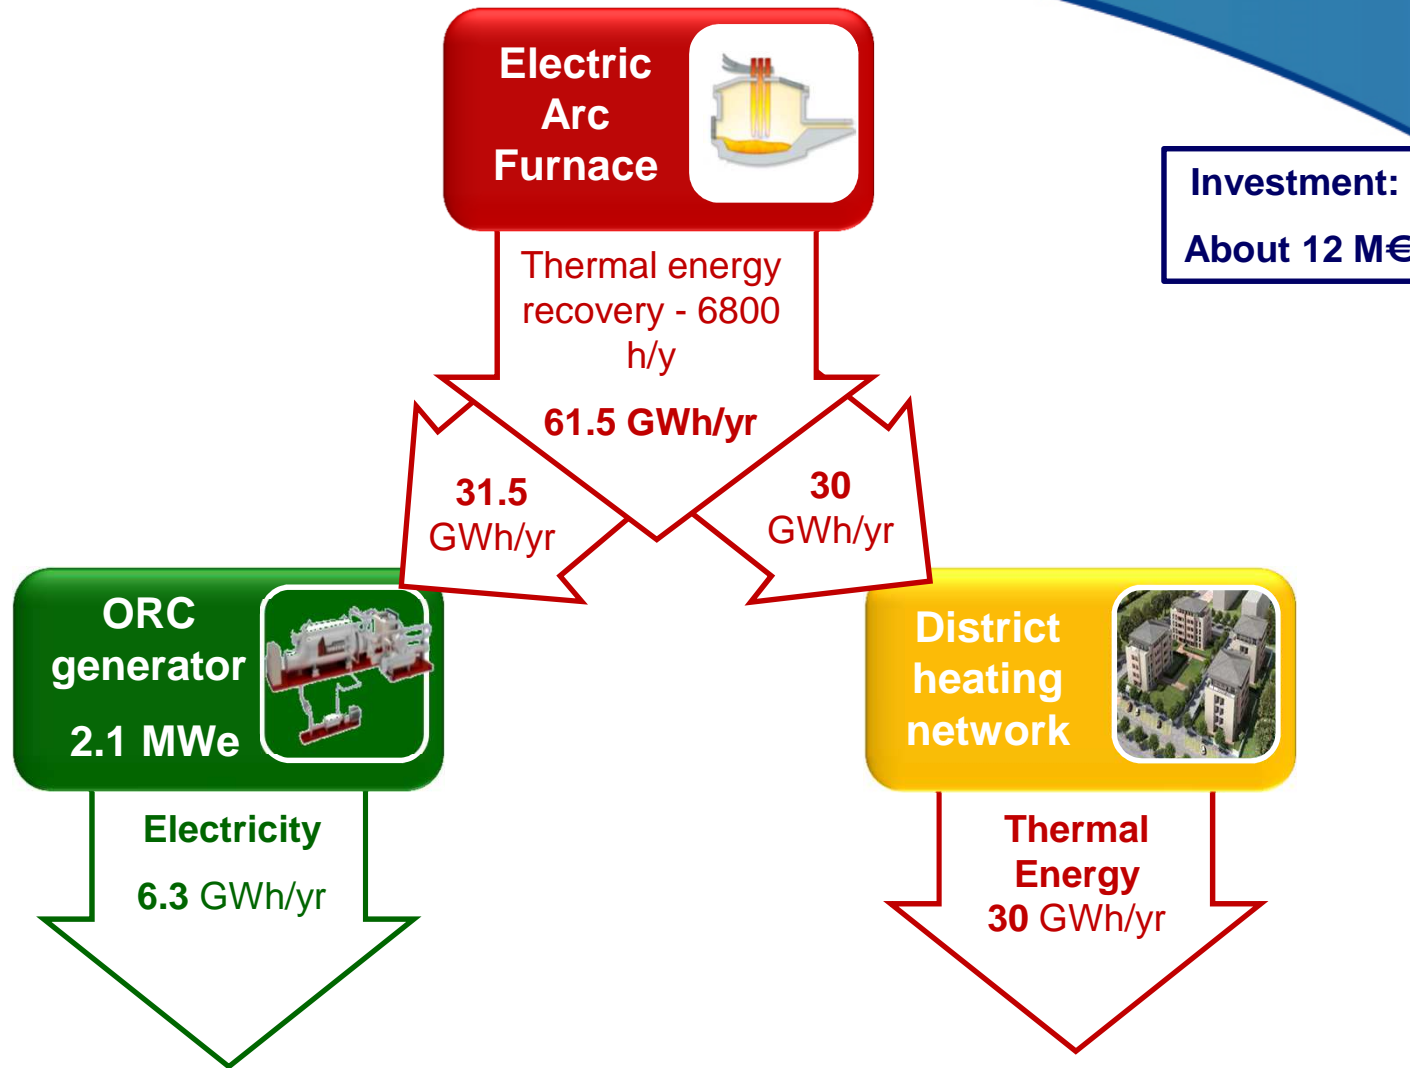 Electric
Arc
Furnace
Investment:
About 12 M€
Thermal energy
recovery - 6800
h/y
61.5 GWh/yr
31.5
GWh/yr
30
GWh/yr
ORC
generator
2.1 MWe
District
heating
network
Electricity
6.3 GWh/yr
Thermal
Energy
30 GWh/yr